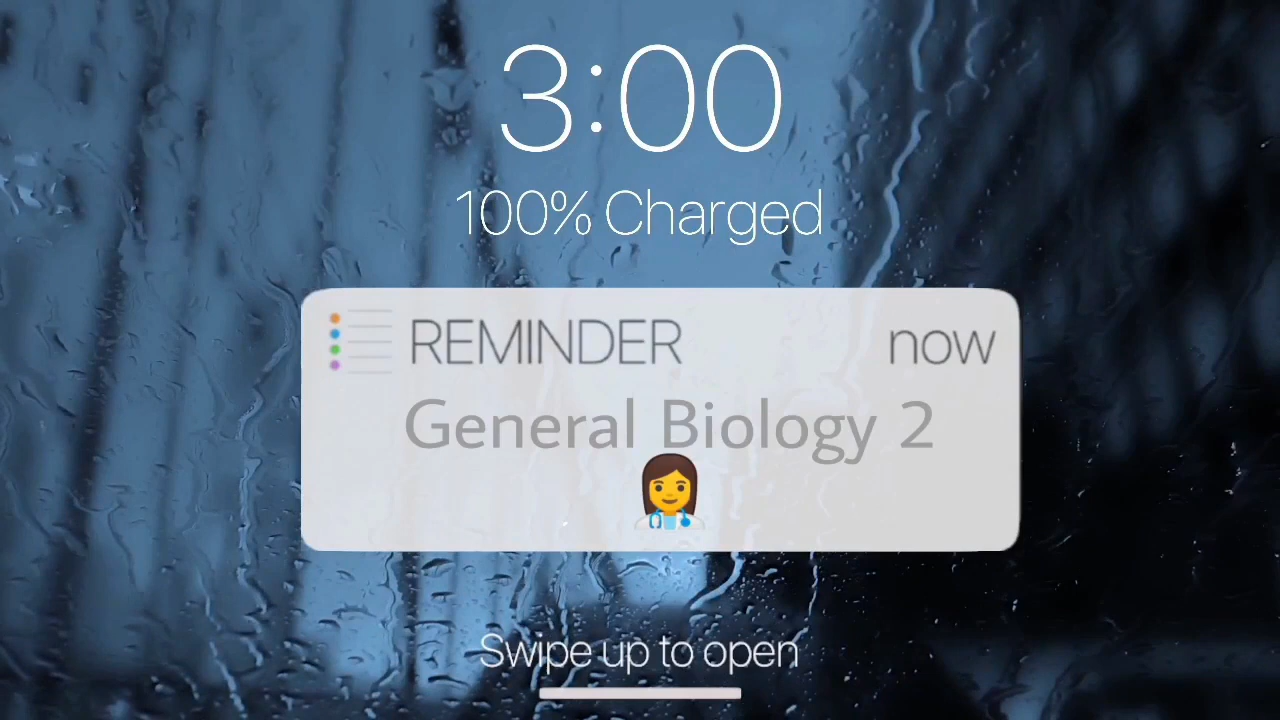 3:00
100% Charged
REMINDER now
General Biology 2
Swipe up to open